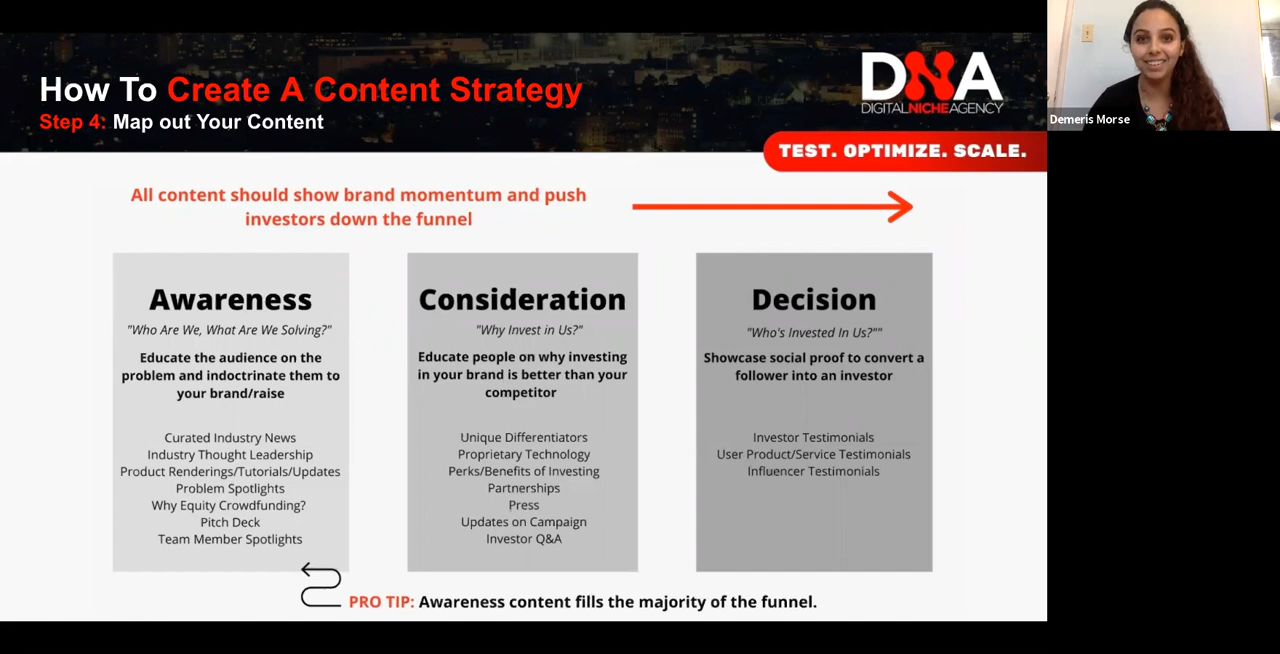 How To Create A Content Strategy
Step 4: Map out Your Content
DNA
DIGITALNICHEAGENCY
TEST. OPTIMIZE. SCALE.
Demeris Morse
All content should show brand momentum and push
investors down the funnel
Awareness
"Who Are We, What Are We Solving?"
Educate the audience on the
problem and indoctrinate them to
your brand/raise
Curated Industry News
Industry Thought Leadership
Product Renderings/Tutorials/Updates
Problem Spotlights
Why Equity Crowdfunding?
Pitch Deck
Team Member Spotlights
Consideration
"Why Invest in Us?"
Educate people on why investing
in your brand is better than your
competitor
Unique Differentiators
Proprietary Technology
Perks/Benefits of Investing
Partnerships
Press
Updates on Campaign
Investor Q&A
Decision
"Who's Invested In Us?""
Showcase social proof to convert a
follower into an investor
Investor Testimonials
User Product/Service Testimonials
Influencer Testimonials
PRO TIP: Awareness content fills the majority of the funnel.